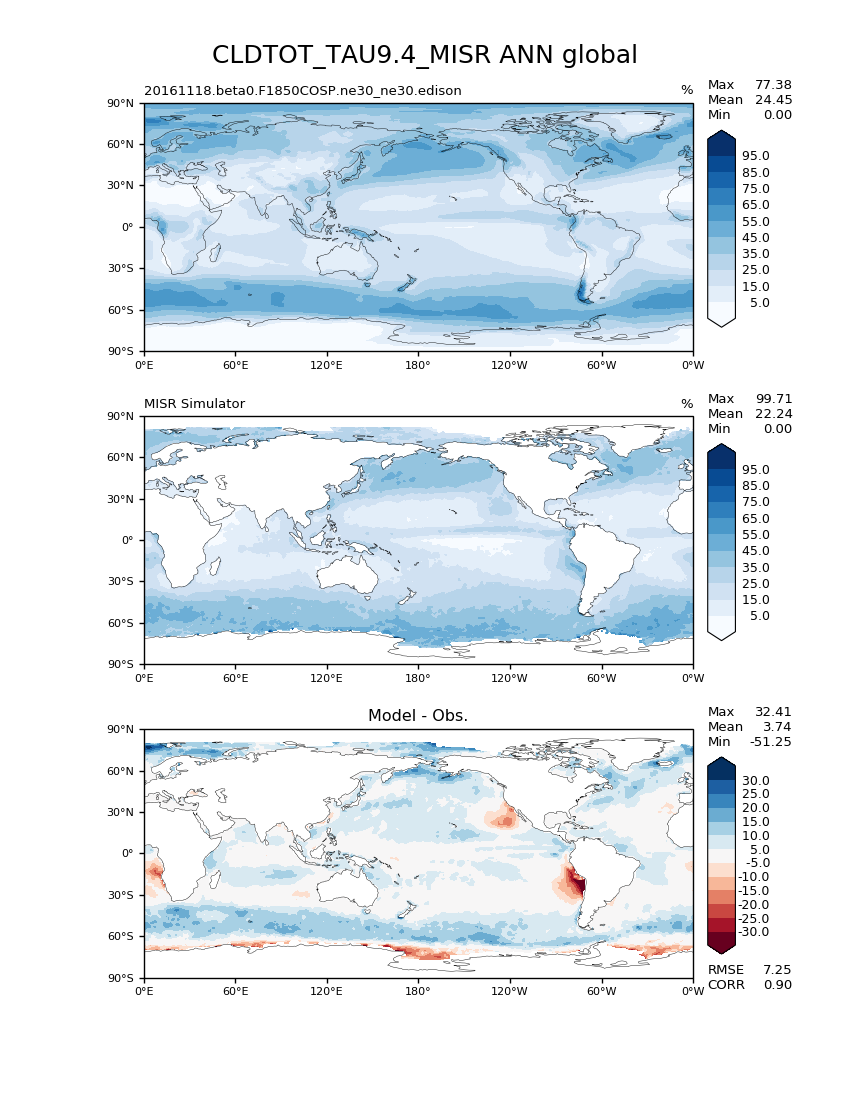 CLDTOT_TAU9.4_MISR ANN global
20161118.beta0.F1850COSP.ne30_ne30.edison %
Max 77.38
Mean 24.45
Min 0.00
90°N
60°N
30°N
0°
30°S
60°S
90°S
0°E 60°E 120°E 180° 120°W 60°W 0°W
95.0
85.0
75.0
65.0
55.0
45.0
35.0
25.0
15.0
5.0
MISR Simulator %
Max 99.71
Mean 22.24
Min 0.00
90°N
60°N
30°N
0°
30°S
60°S
90°S
0°E 60°E 120°E 180° 120°W 60°W 0°W
95.0
85.0
75.0
65.0
55.0
45.0
35.0
25.0
15.0
5.0
Model - Obs.
Max 32.41
Mean 3.74
Min -51.25
90°N
60°N
30°N
0°
30°S
60°S
90°S
0°E 60°E 120°E 180° 120°W 60°W 0°W
30.0
25.0
20.0
15.0
10.0
5.0
-5.0
-10.0
-15.0
-20.0
-25.0
-30.0
RMSE 7.25
CORR 0.90